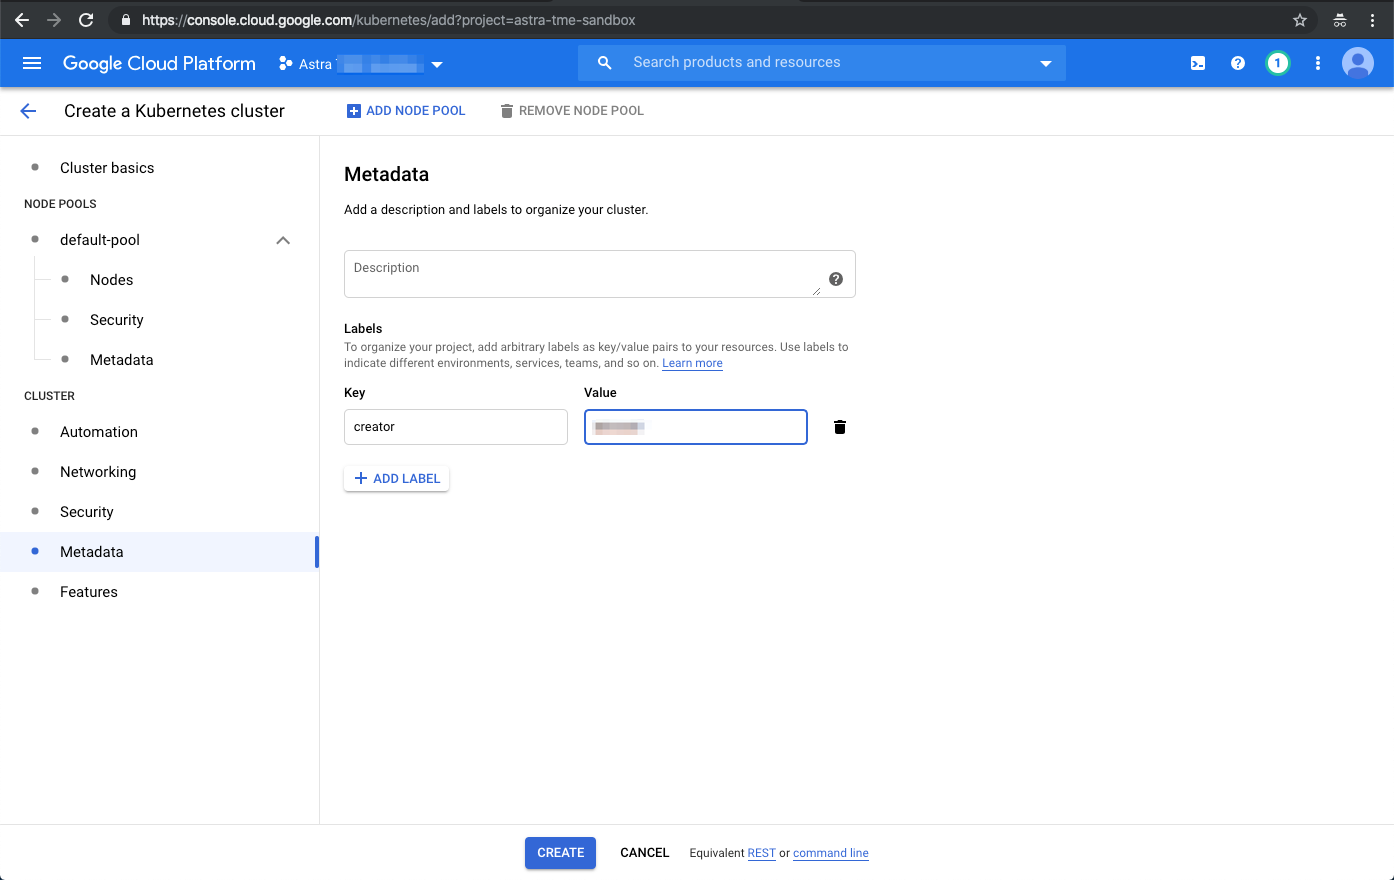 https://console.cloud.google.com/kubernetes/add?project=astra-tme-sandbox
Google Cloud Platform
Astra
Search products and resources
1
Create a Kubernetes cluster
ADD NODE POOL
REMOVE NODE POOL
Cluster basics
NODE POOLS
default-pool
Nodes
Security
Metadata
CLUSTER
Automation
Networking
Security
Metadata
Features
Metadata
Add a description and labels to organize your cluster.
Description
Labels
To organize your project, add arbitrary labels as key/value pairs to your resources. Use labels to
indicate different environments, services, teams, and so on. Learn more
Key
Value
creator
ADD LABEL
CREATE
CANCEL
Equivalent REST or command line